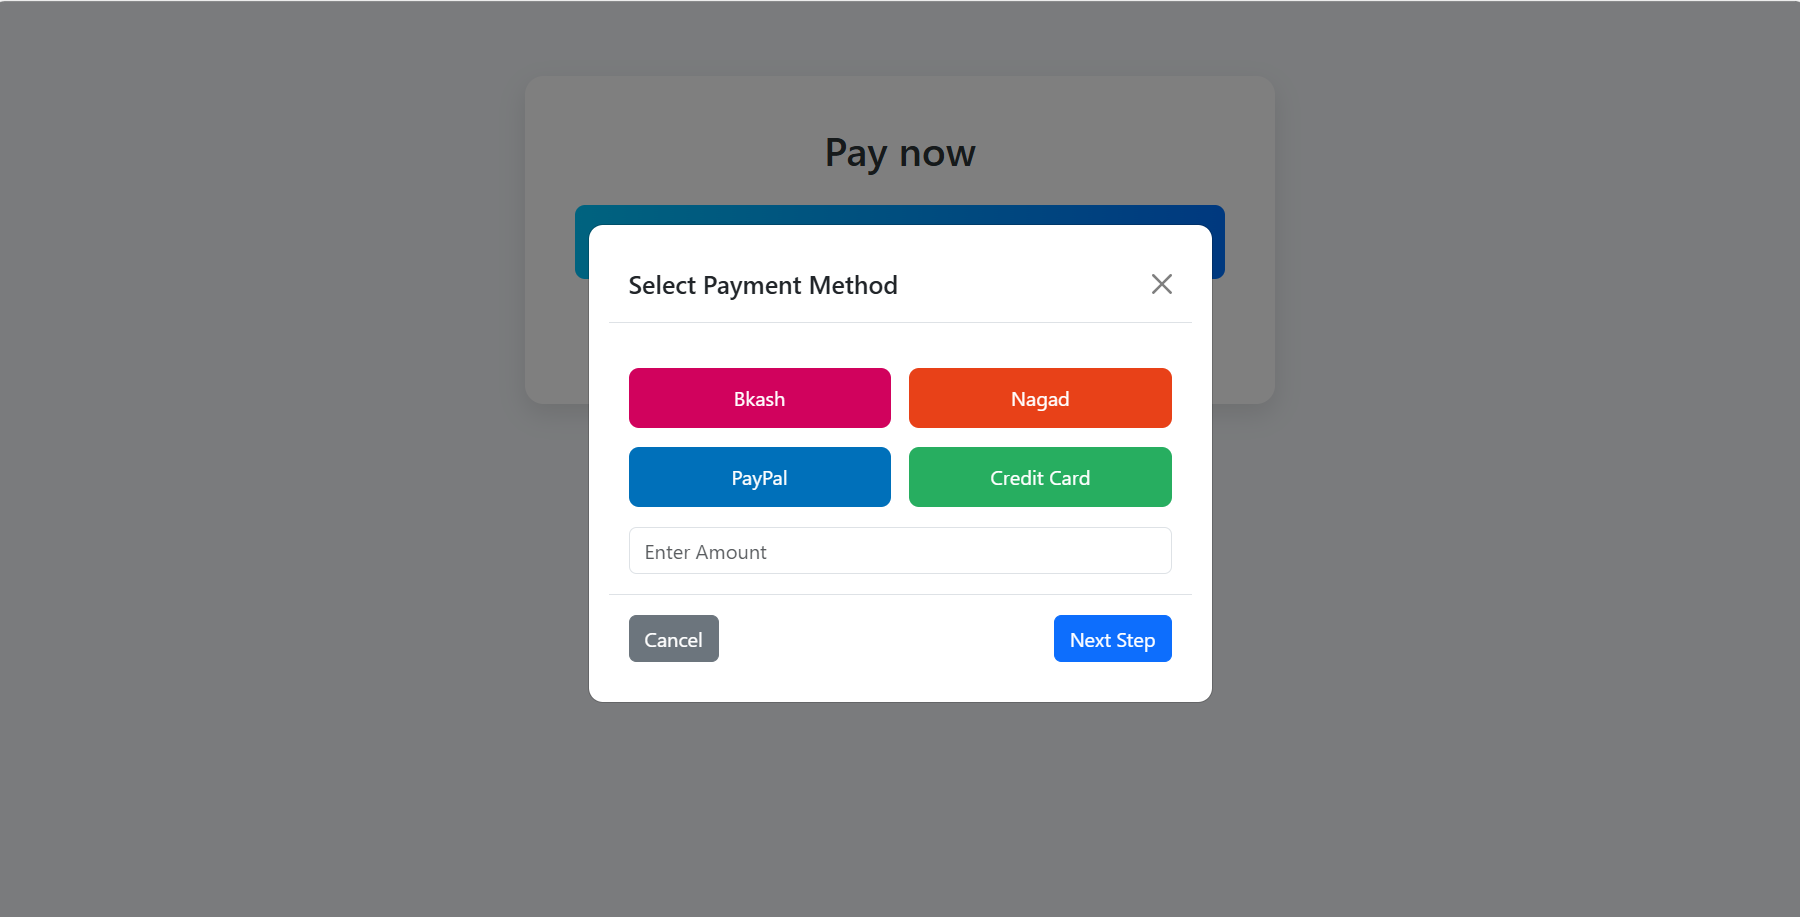 Pay now
Select Payment Method
Bkash
Nagad
PayPal
Credit Card
Enter Amount
Cancel
Next Step